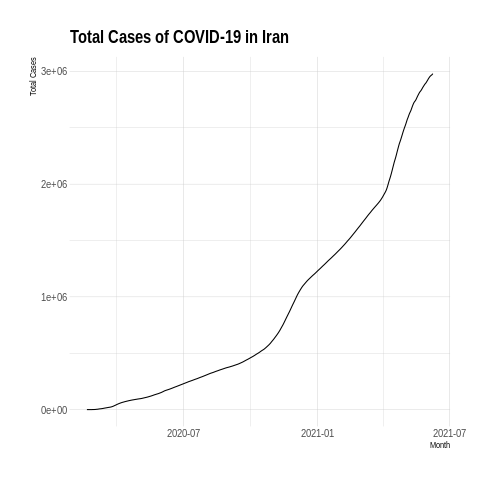 Total Cases of COVID-19 in Iran
Total Cases
3e+06
2e+06
1e+06
0e+00
2020-07
2021-01
2021-07
Month